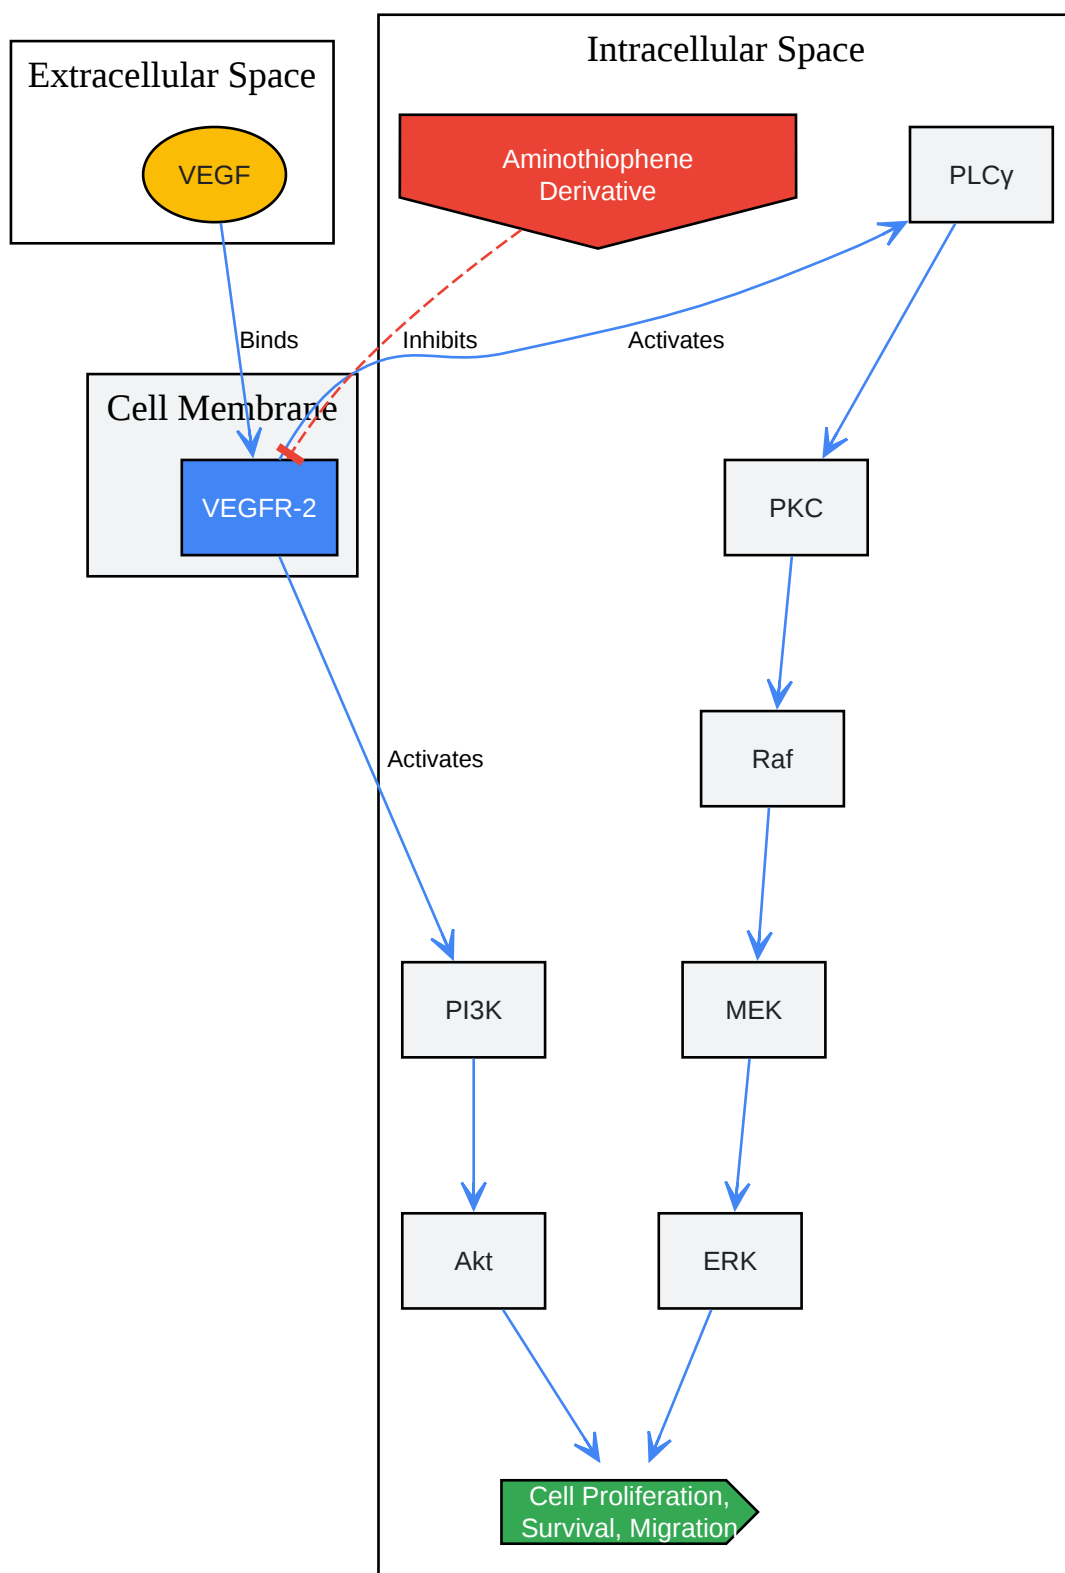 Intracellular Space
Extracellular Space
VEGF
Aminothiophene
Derivative
PLCγ
Binds
Inhibits
Activates
Cell Membrane
VEGFR-2
PKC
Raf
Activates
PI3K
MEK
Akt
ERK
Cell Proliferation,
Survival, Migration